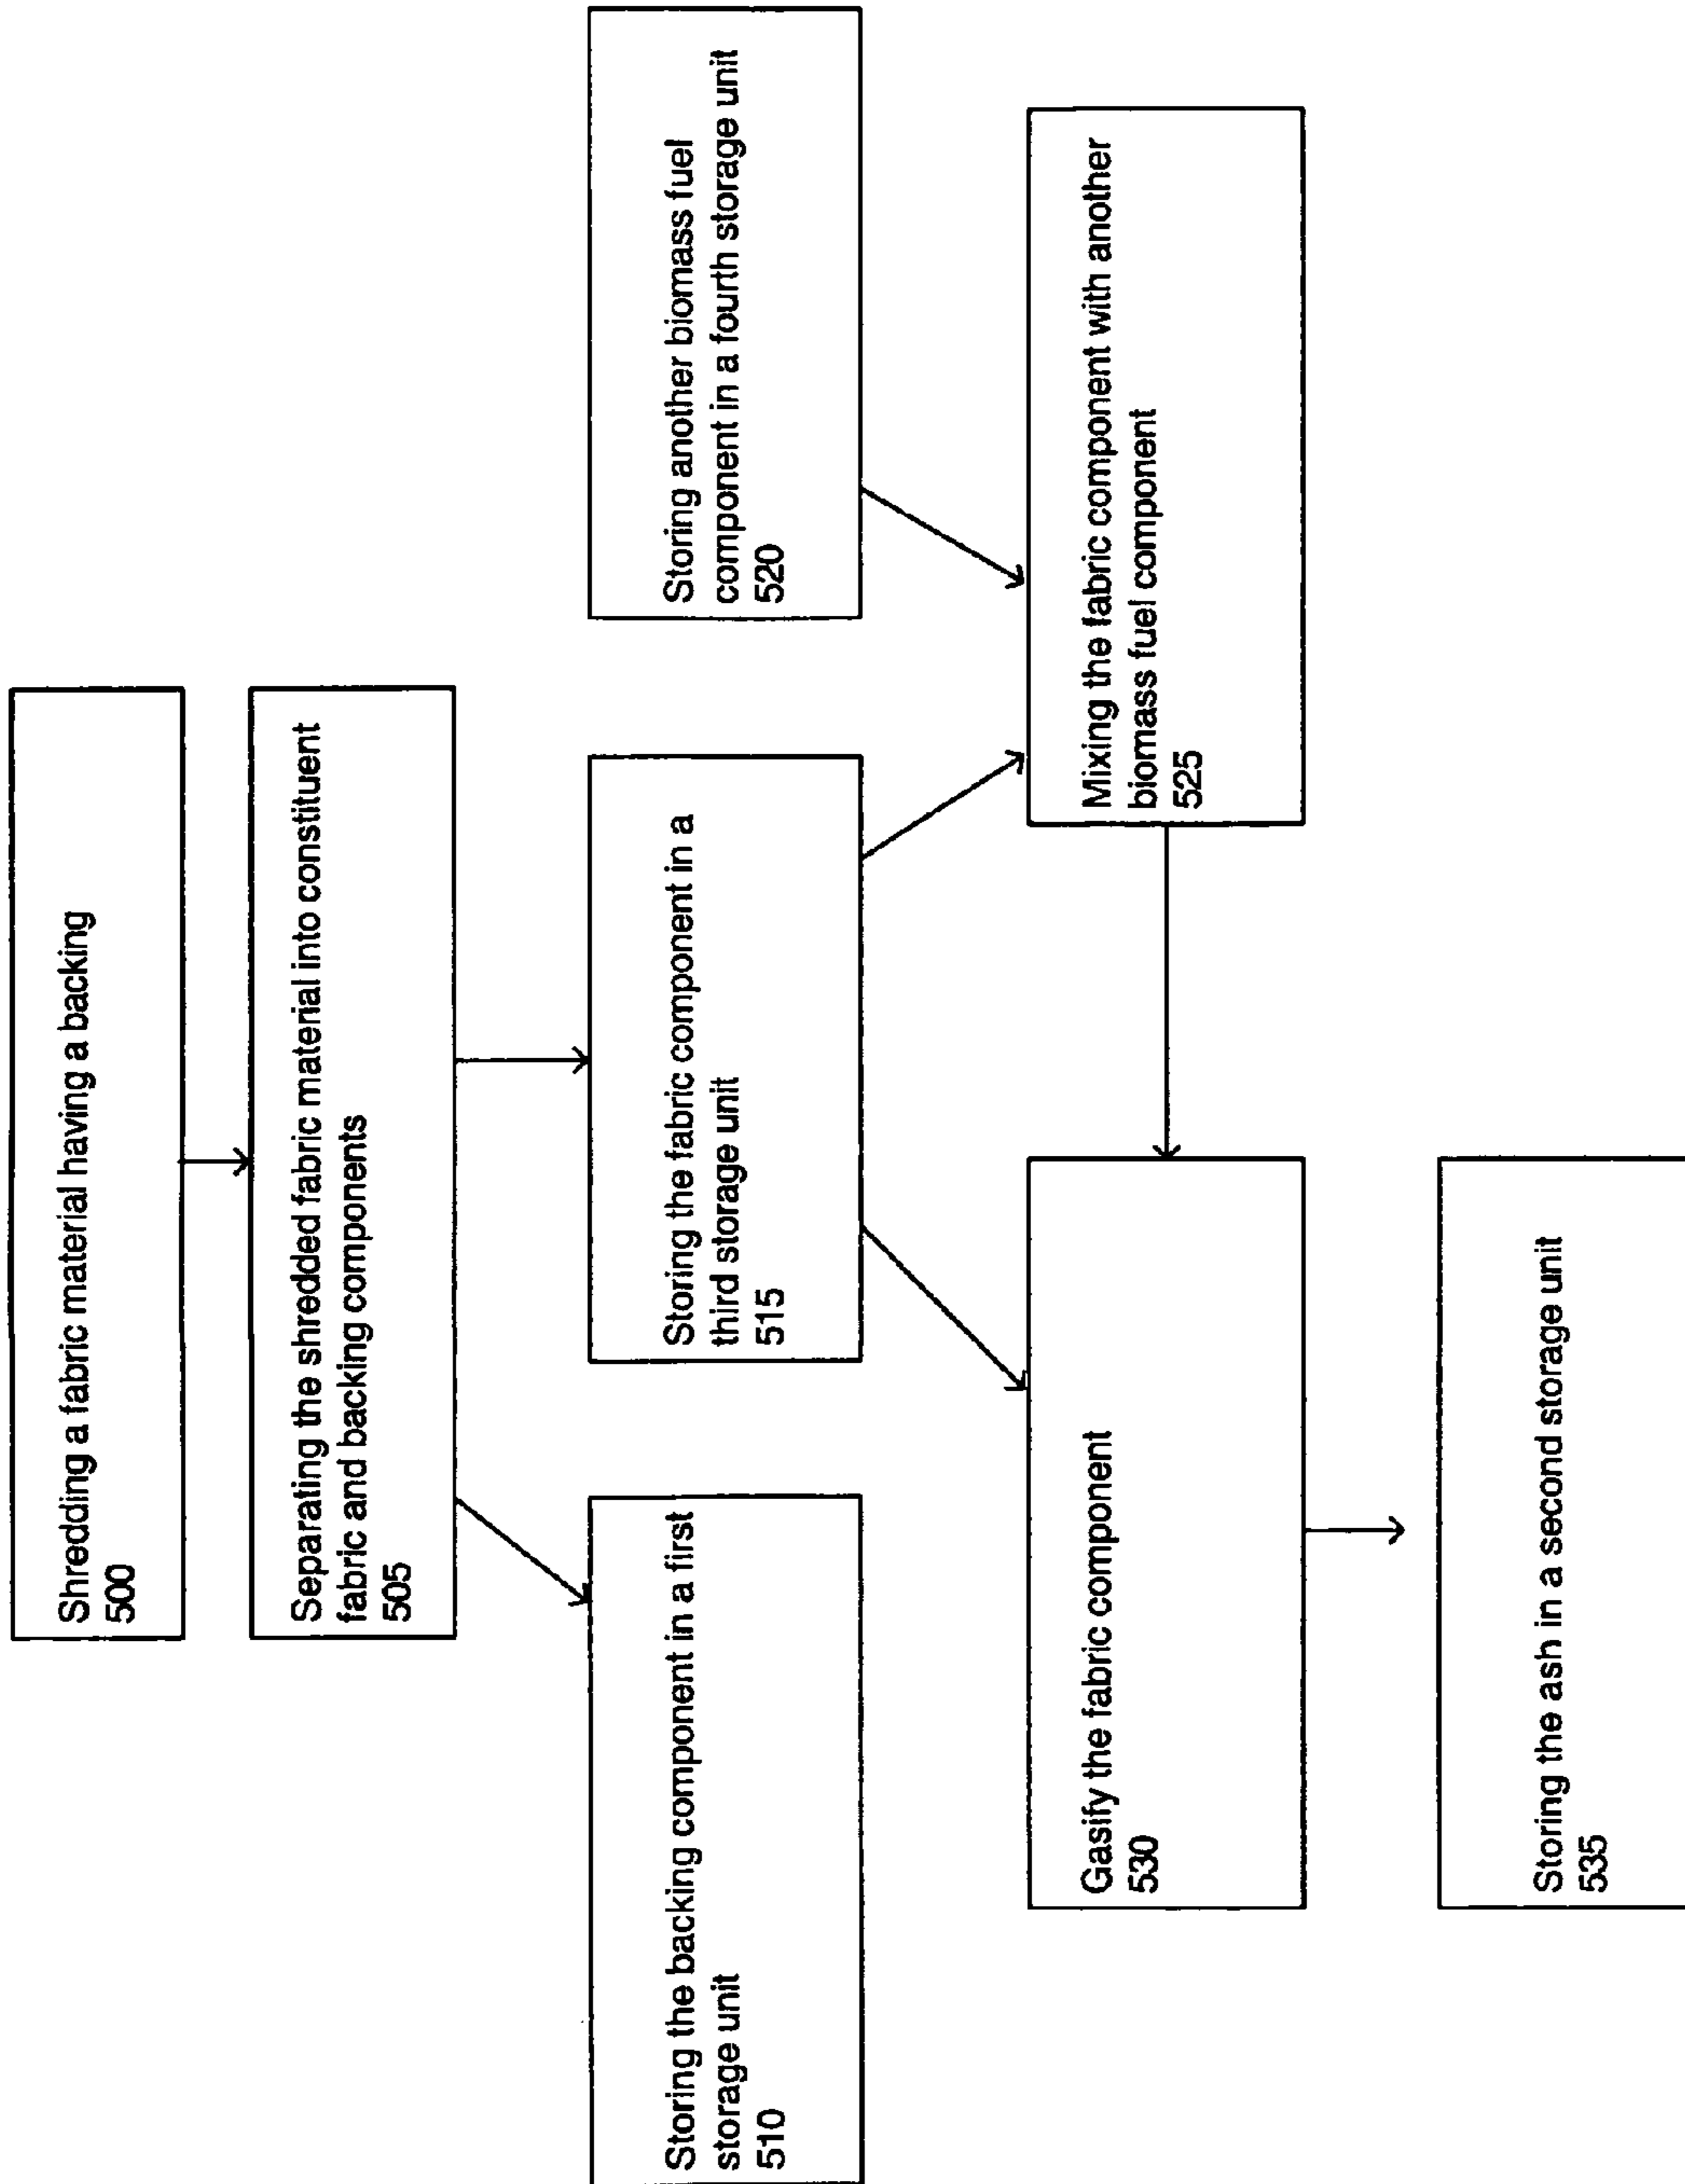 Shredding a fabric material having a backing
500
Separating the shredded fabric material into constituent
fabric and backing components
505
Storing the backing component in a first
storage unit
510
Storing the fabric component in a
third storage unit
515
Storing another biomass fuel
component in a fourth storage unit
520
Mixing the fabric component with another
biomass fuel component
525
Gasify the fabric component
530
Storing the ash in a second storage unit
535